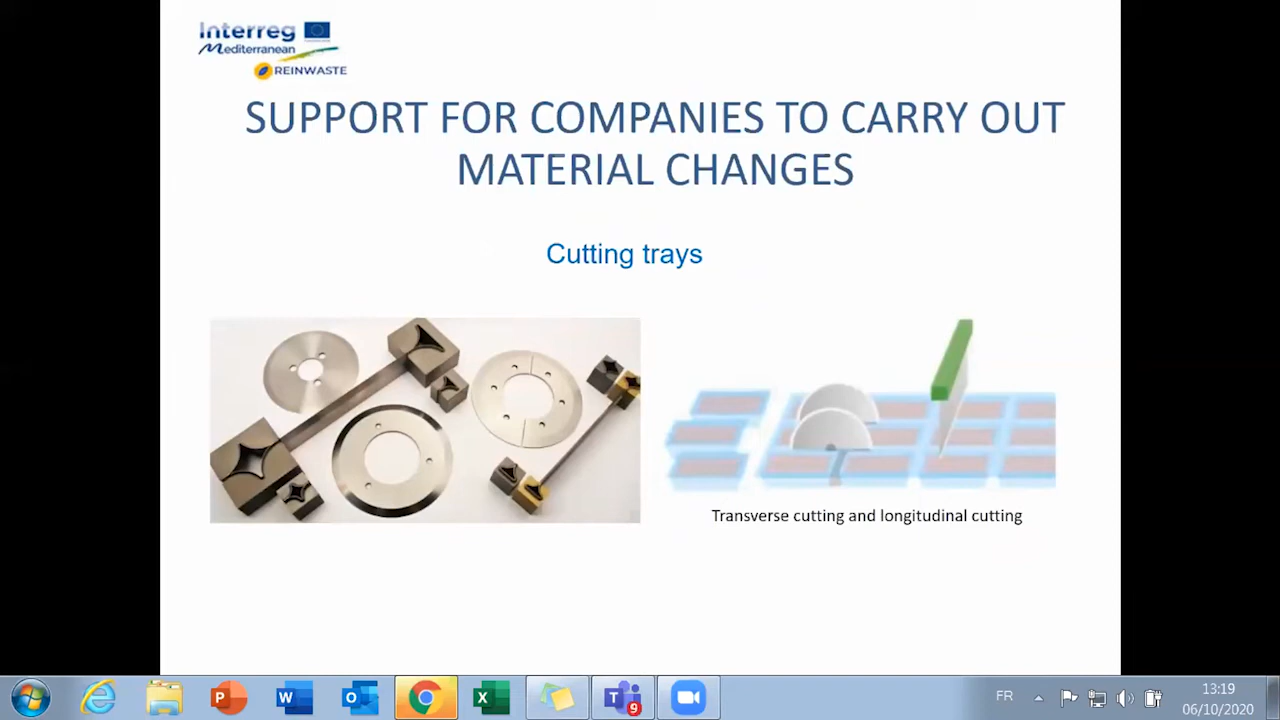 Interreg
Mediterranean
REINWASTE
SUPPORT FOR COMPANIES TO CARRY OUT
MATERIAL CHANGES
Cutting trays
Transverse cutting and longitudinal cutting
FR
13:19
06/10/2020
P
W
O
X
T
9